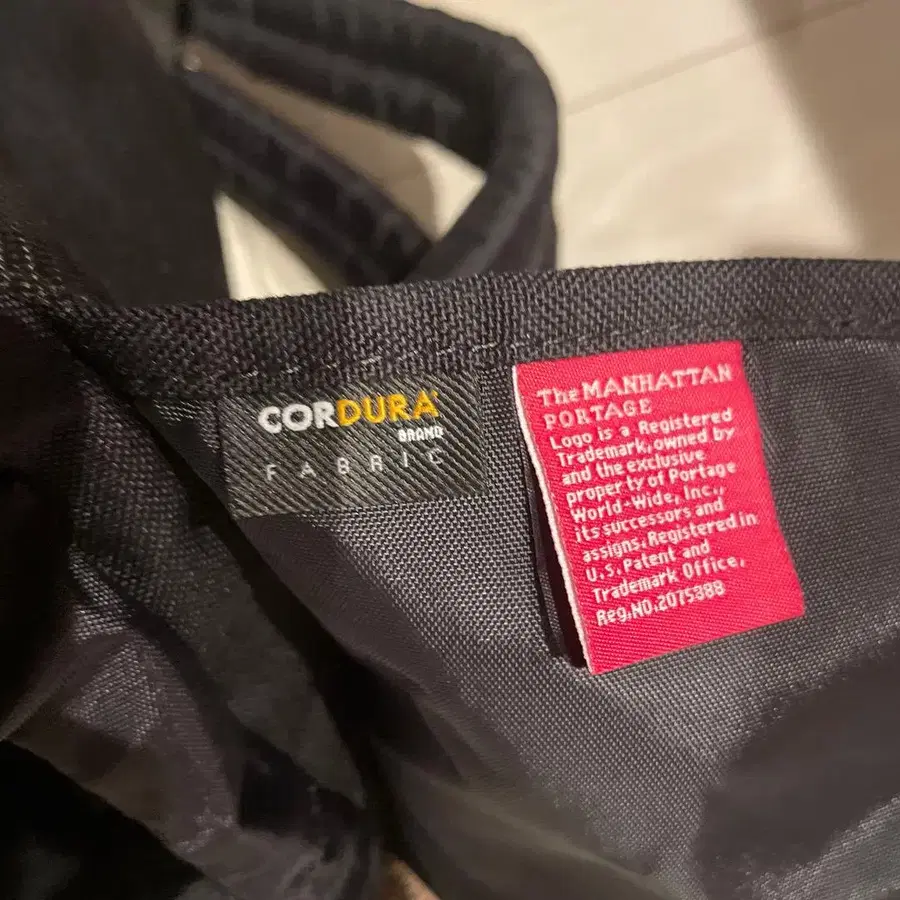 CORDURA
BRAND
FABRIC
The MANHATTAN
PORTAGE
Logo is a Registered
Trademark, owned by
and the exclusive
property of Portage
World-Wide, Inc.,
its successors and
assigns. Registered in
U.S. Patent and
Trademark Office.
Reg. NO. 2075388